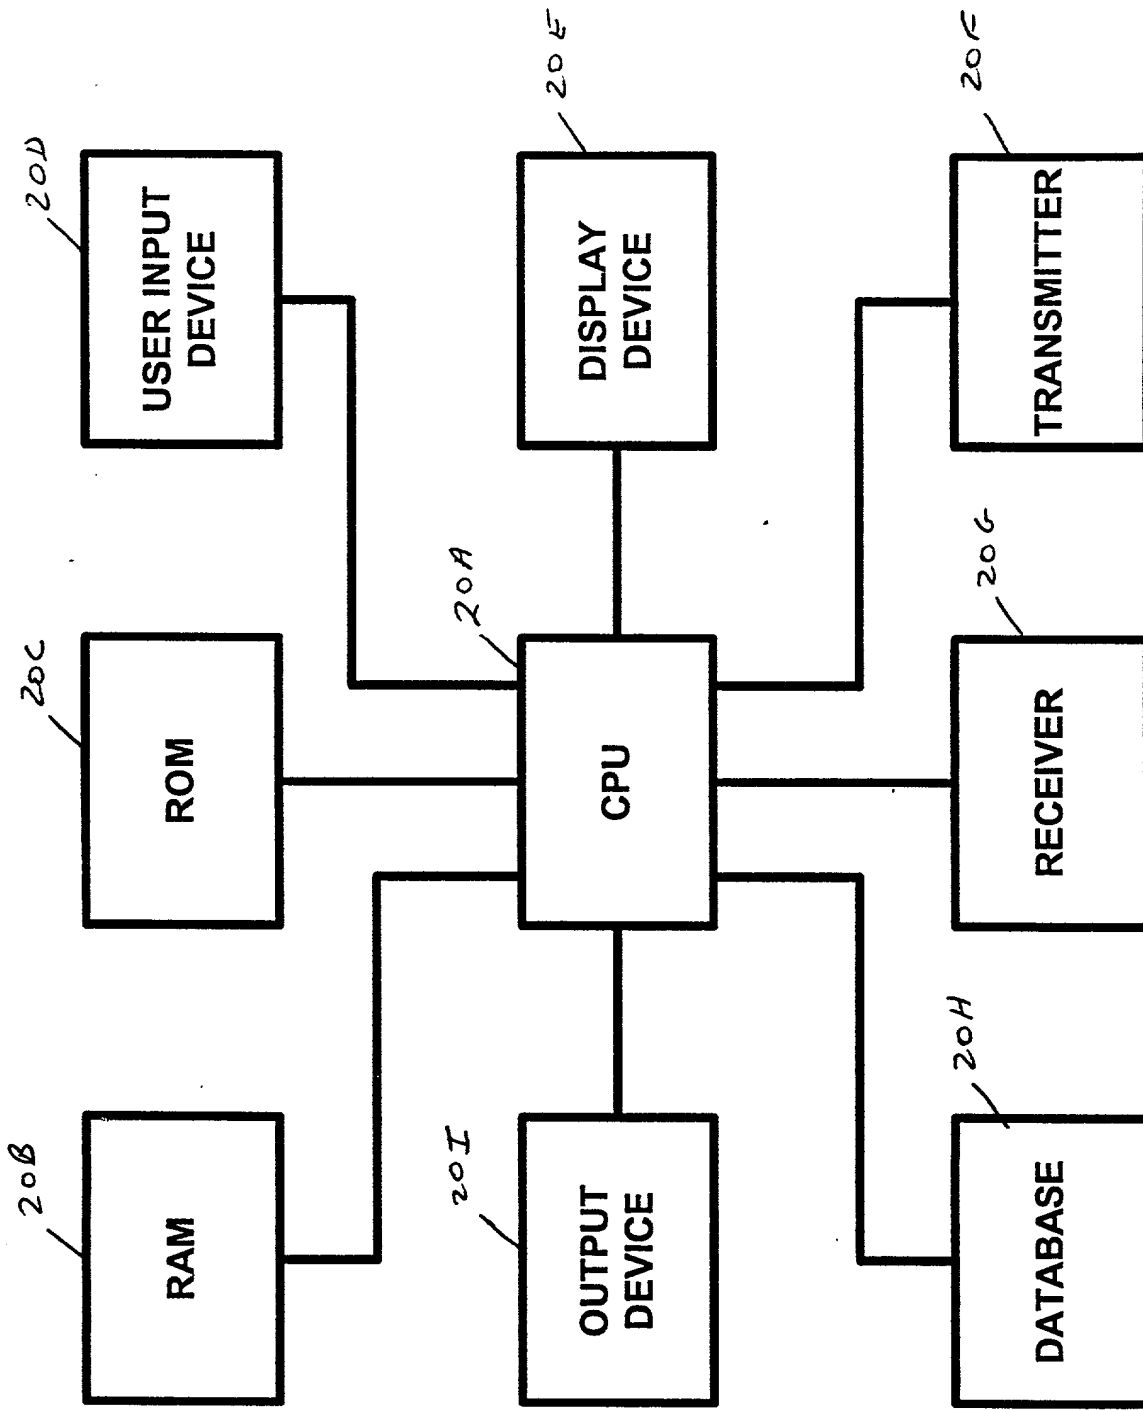 20B
RAM
20C
ROM
20D
USER INPUT
DEVICE
20I
OUTPUT
DEVICE
20A
CPU
20E
DISPLAY
DEVICE
20H
DATABASE
20G
RECEIVER
20F
TRANSMITTER